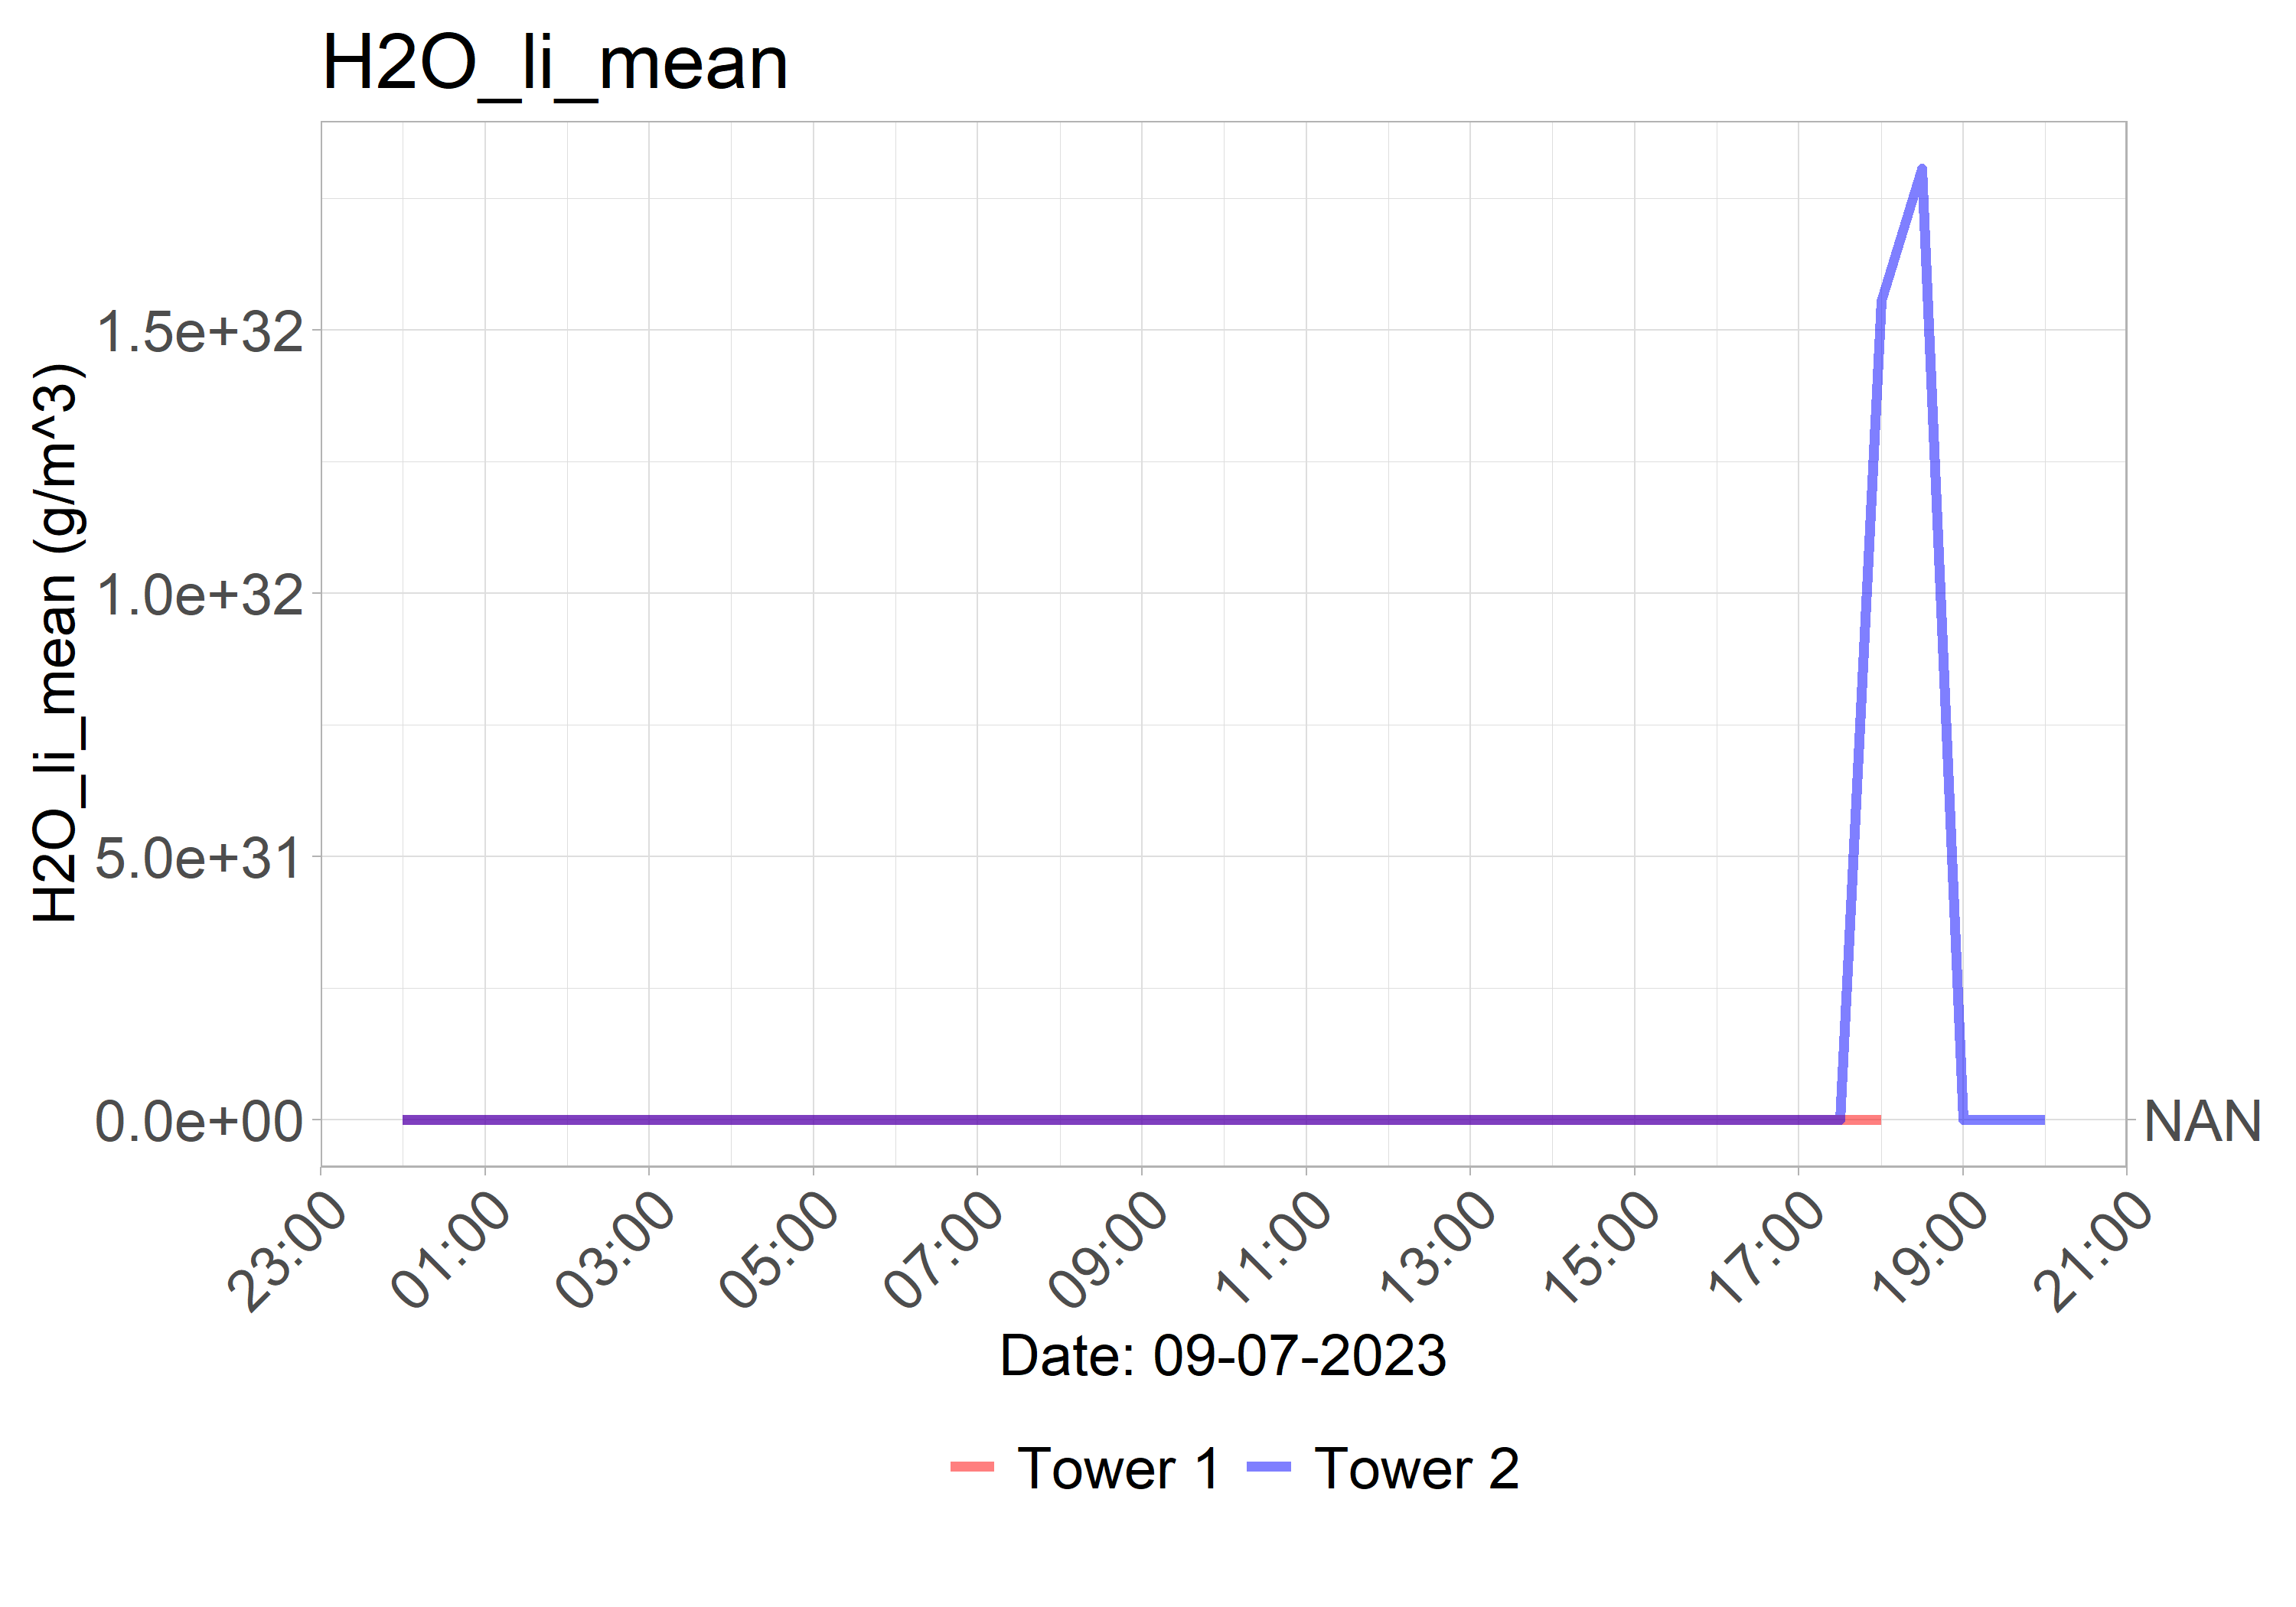 H2O_li_mean
H2O_li_mean (g/m^3)
1.5e+32
1.0e+32
5.0e+31
0.0e+00
NAN
23:00 01:00 03:00 05:00 07:00 09:00 11:00 13:00 15:00 17:00 19:00 21:00
Date: 09-07-2023
Tower 1 Tower 2